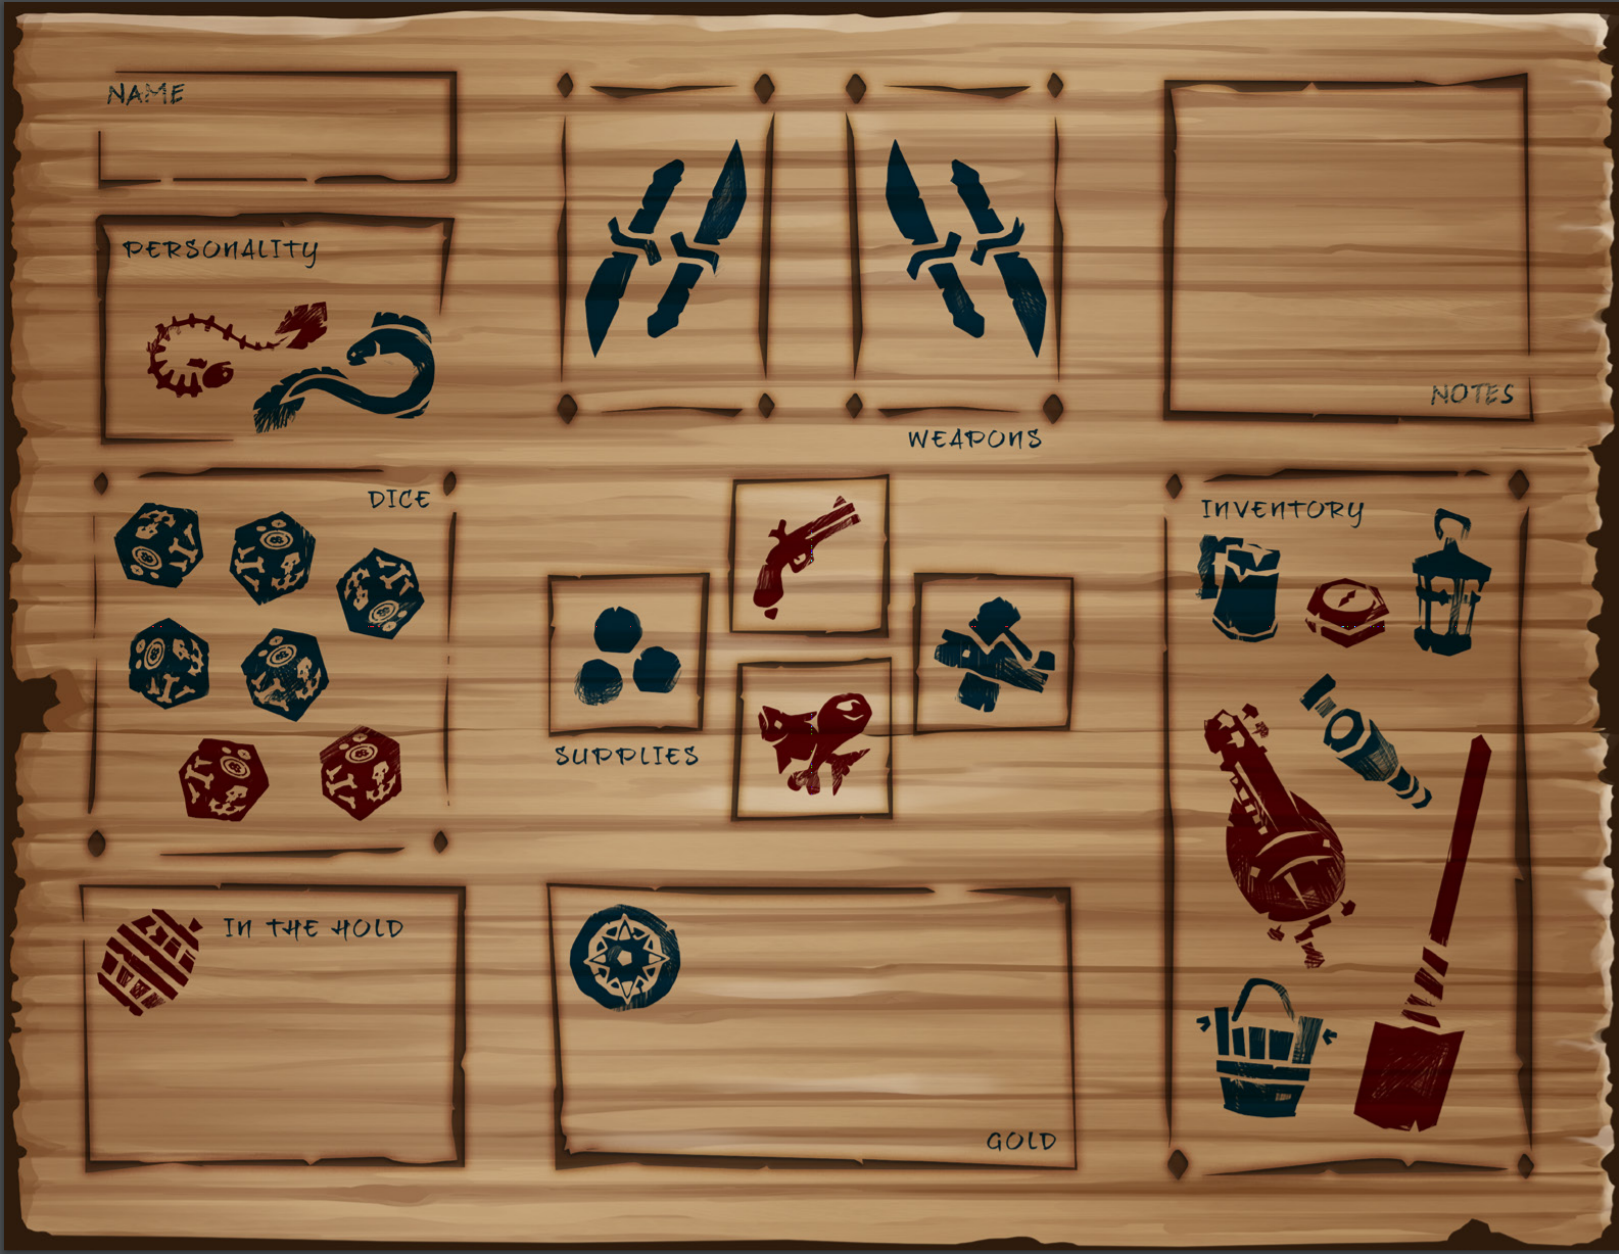 NAME
PERSONALITY
WEAPONS
NOTES
DICE
INVENTORY
SUPPLIES
IN THE HOLD
GOLD